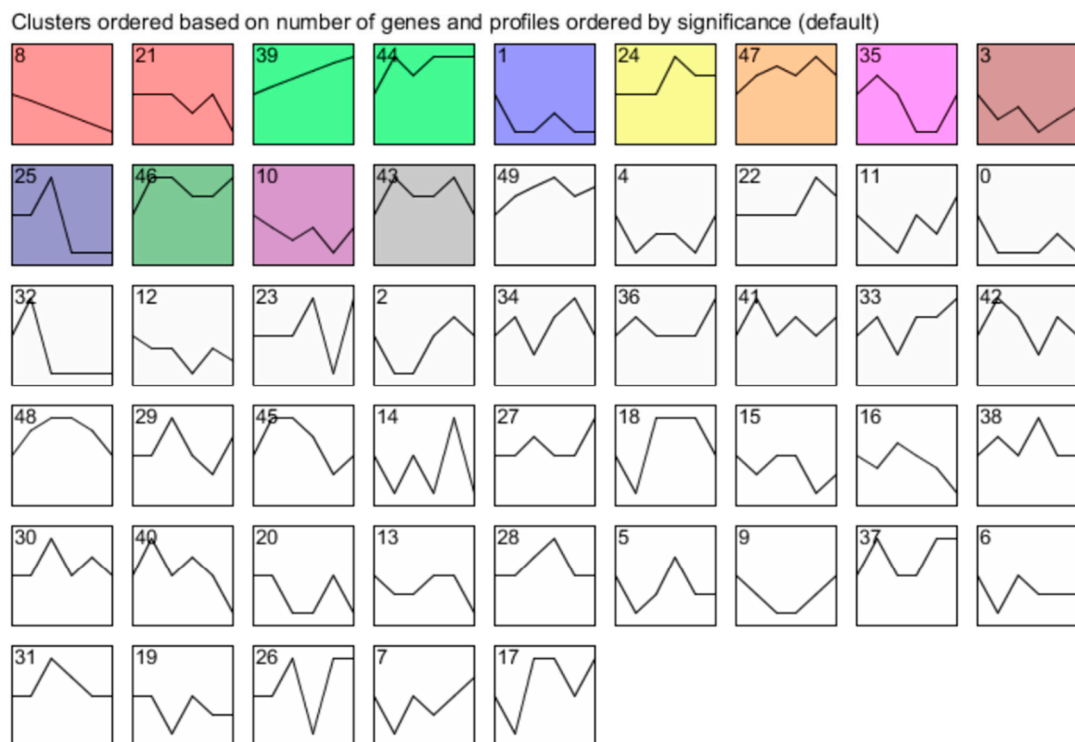 Clusters ordered based on number of genes and profiles ordered by significance (default)
8 21 39 44 1 24 47 35 3
25 46 10 43 49 4 22 11 0
32 12 23 2 34 36 41 33 42
48 29 45 14 27 18 15 16 38
30 40 20 13 28 5 9 37 6
31 19 26 7 17